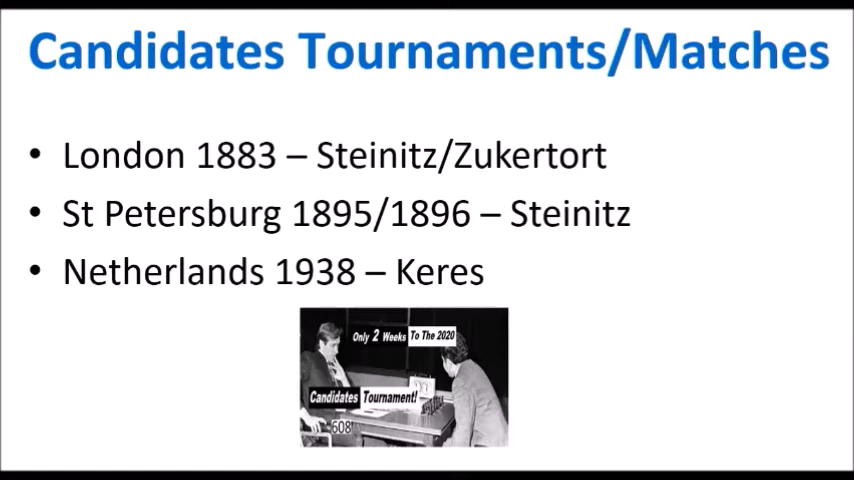 Candidates Tournaments/Matches
• London 1883 – Steinitz/Zukertort
• St Petersburg 1895/1896 – Steinitz
• Netherlands 1938 – Keres
Only 2 Weeks To The 2020
Candidates Tournament!
608